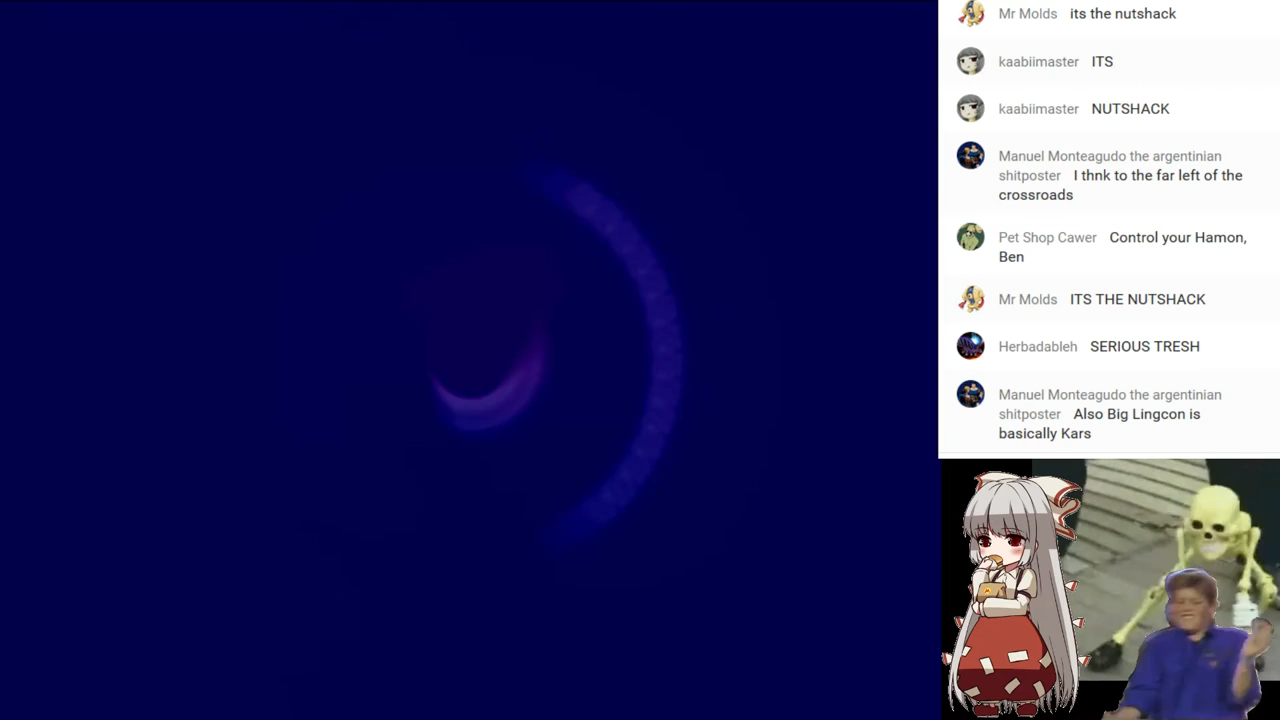 Mr Molds its the nutshack
kaabiimaster ITS
kaabiimaster NUTSHACK
Manuel Monteagudo the argentinian
shitposter I thnk to the far left of the
crossroads
Pet Shop Cawer Control your Hamon,
Ben
Mr Molds ITS THE NUTSHACK
Herbadableh SERIOUS TRESH
Manuel Monteagudo the argentinian
shitposter Also Big Lingcon is
basically Kars